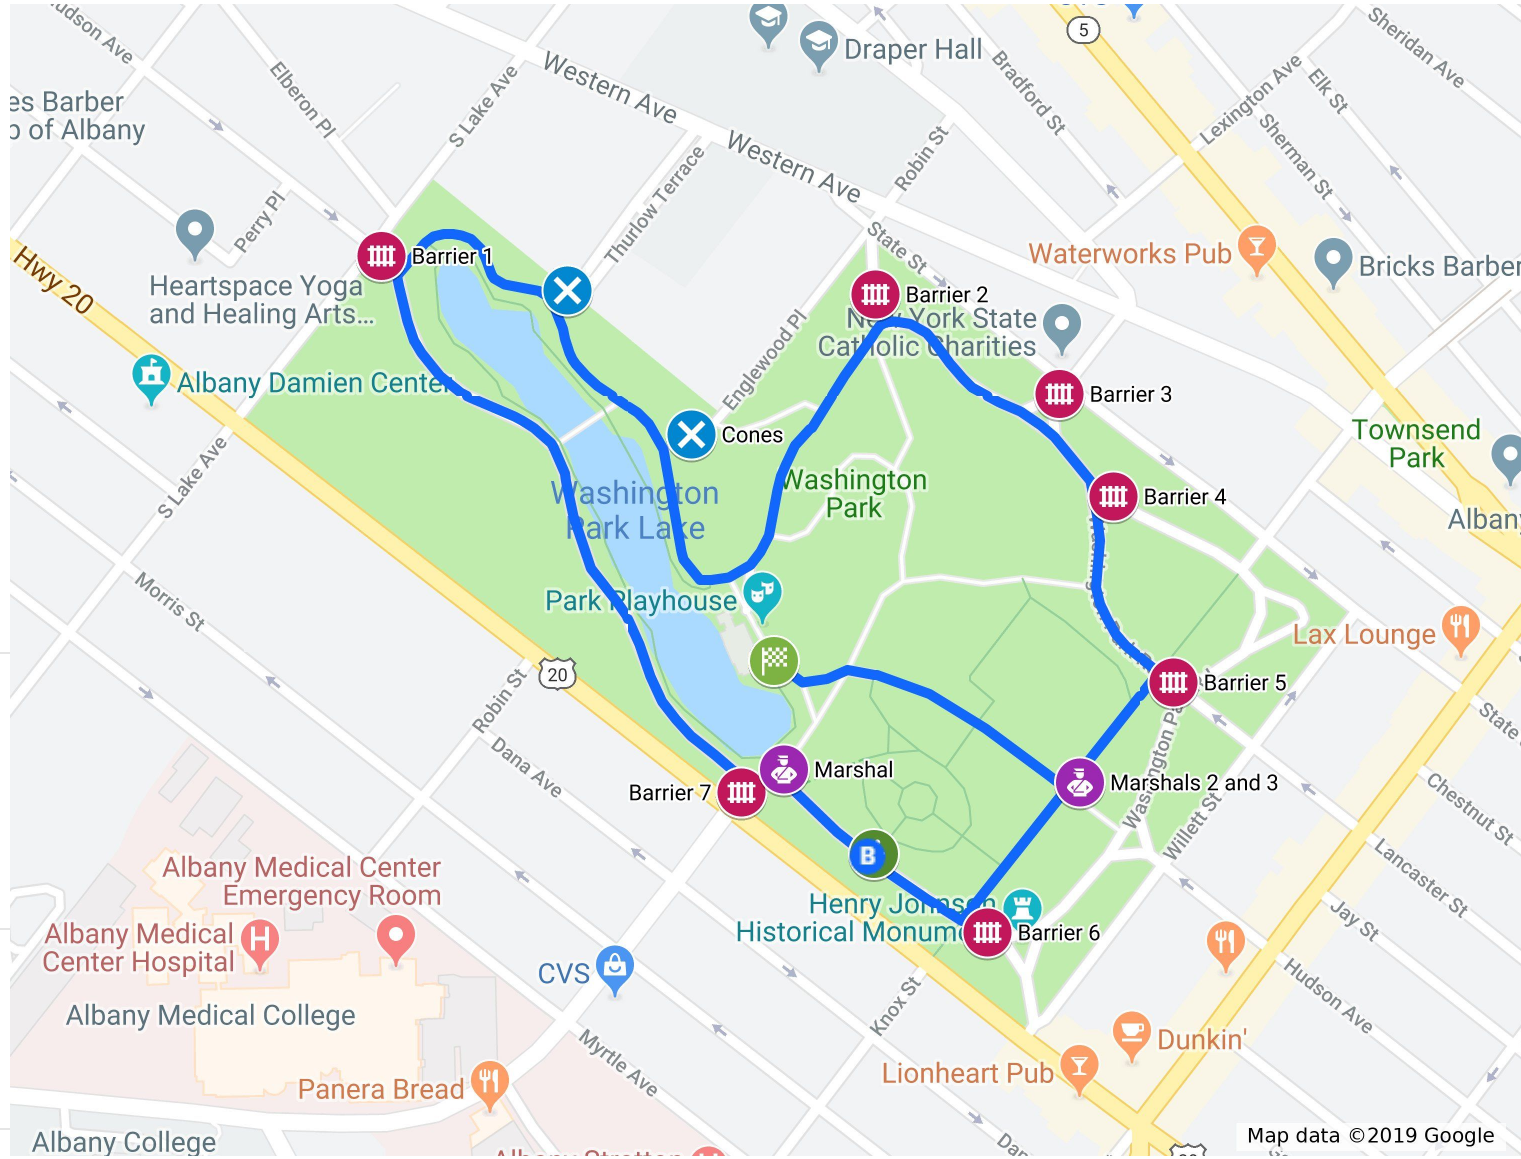 Hudson Ave
Elberon Pl
S Lake Ave
Western Ave
Draper Hall
5
Bradford St
Lexington Ave
Elk St
Sheridan Ave
es Barber
p of Albany
Perry Pl
Thurlow Terrace
Western Ave
Robin St
Sherman St
Hwy 20
Heartspace Yoga
and Healing Arts...
Barrier 1
State St
Waterworks Pub
Bricks Barber
Barrier 2
New York State
Catholic Charities
Englewood Pl
Albany Damien Center
Barrier 3
Cones
Townsend
Park
S Lake Ave
Washington
Park Lake
Washington
Park
Barrier 4
Albany
Morris St
Park Playhouse
Lax Lounge
20
Robin St
Barrier 5
State S
Dana Ave
Marshal
Barrier 7
Marshals 2 and 3
Willett St
Chestnut St
B
Albany Medical Center
Emergency Room
Lancaster St
Henry Johnson
Historical Monume
Barrier 6
Jay St
Albany Medical
Center Hospital
H
CVS
Knox St
Hudson Ave
Albany Medical College
Myrtle Ave
Dunkin'
Panera Bread
Lionheart Pub
Albany College
Albany Stratton
Map data ©2019 Google